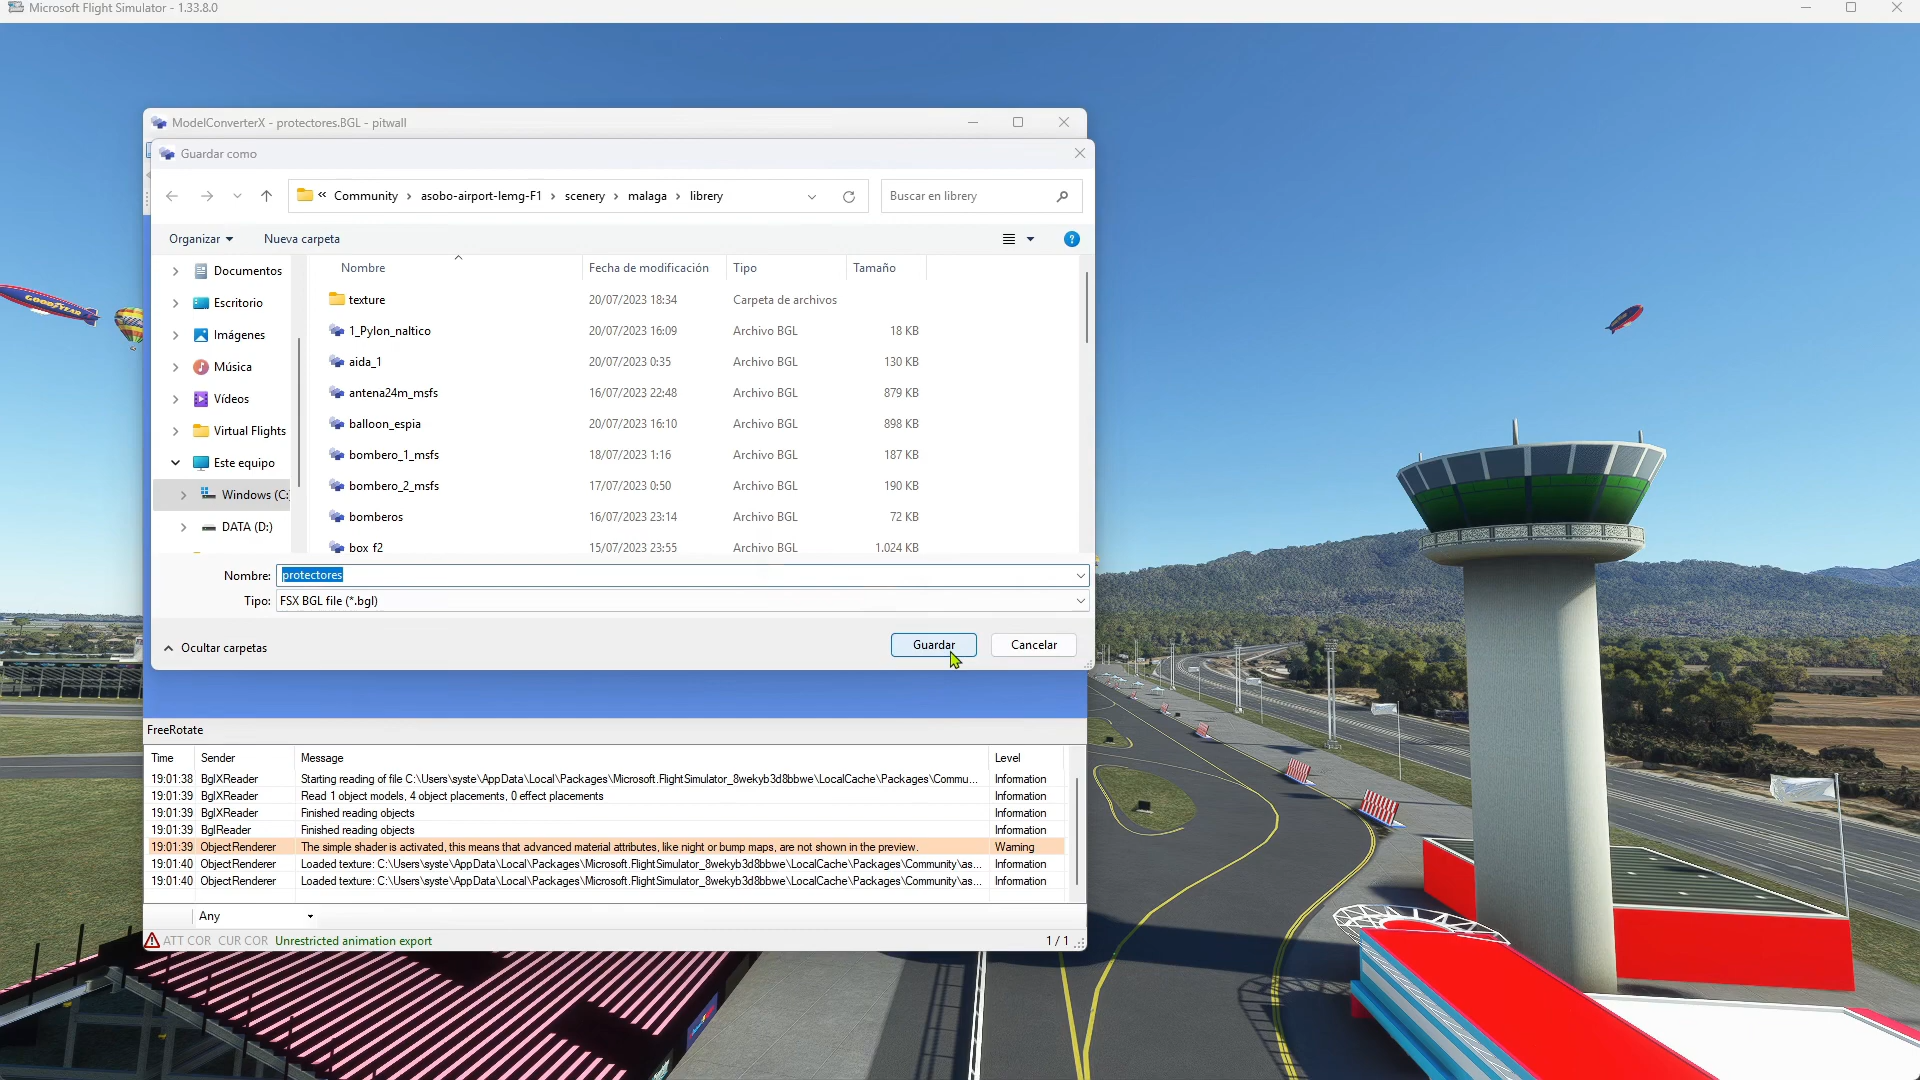 Microsoft Flight Simulator - 1.33.8.0
GOODYEAR
ModelConverterX - protectores.BGL - pitwall
Guardar como
« Community › asobo-airport-lemg-F1 › scenery › malaga › librery
Buscar en librery
Organizar
Nueva carpeta
Nombre Fecha de modificación Tipo Tamaño
Documentos
Escritorio
Imágenes
Música
Vídeos
Virtual Flights
Este equipo
Windows (C:
DATA (D:)
texture 20/07/2023 18:34 Carpeta de archivos
1_Pylon_naltico 20/07/2023 16:09 Archivo BGL 18 KB
aida_1 20/07/2023 0:35 Archivo BGL 130 KB
antena24m_msfs 16/07/2023 22:48 Archivo BGL 879 KB
balloon_espia 20/07/2023 16:10 Archivo BGL 898 KB
bombero_1_msfs 18/07/2023 1:16 Archivo BGL 187 KB
bombero_2_msfs 17/07/2023 0:50 Archivo BGL 190 KB
bomberos 16/07/2023 23:14 Archivo BGL 72 KB
box f2 15/07/2023 23:55 Archivo BGL 1.024 KB
Nombre: protectores
Tipo: FSX BGL file (*.bgl)
Ocultar carpetas
Guardar
Cancelar
FreeRotate
Time Sender Message Level
19:01:38 BglXReader Starting reading of file C:\Users\syste\AppData\Local\Packages\Microsoft.FlightSimulator_8wekyb3d8bbwe\LocalCache\Packages\Commu... Information
19:01:39 BglXReader Read 1 object models, 4 object placements, 0 effect placements Information
19:01:39 BglXReader Finished reading objects Information
19:01:39 BglReader Finished reading objects Information
19:01:39 ObjectRenderer The simple shader is activated, this means that advanced material attributes, like night or bump maps, are not shown in the preview. Warning
19:01:40 ObjectRenderer Loaded texture: C:\Users\syste\AppData\Local\Packages\Microsoft.FlightSimulator_8wekyb3d8bbwe\LocalCache\Packages\Community\as... Information
19:01:40 ObjectRenderer Loaded texture: C:\Users\syste\AppData\Local\Packages\Microsoft.FlightSimulator_8wekyb3d8bbwe\LocalCache\Packages\Community\as... Information
Any
ATT COR CUR COR Unrestricted animation export 1 / 1